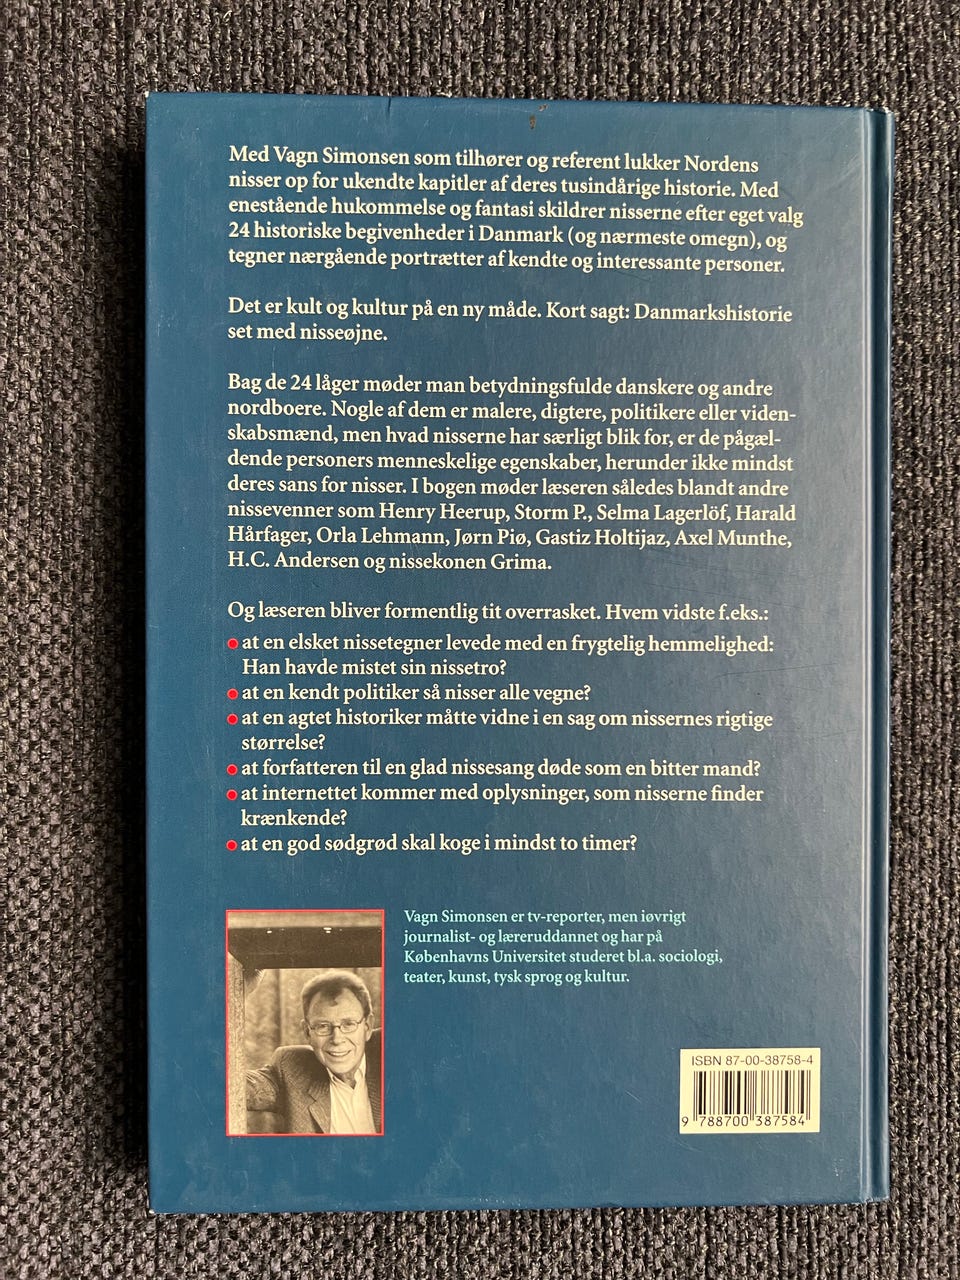 Med Vagn Simonsen som tilhører og referent lukker Nordens
nisser op for ukendte kapitler af deres tusindårige historie. Med
enestående hukommelse og fantasi skildrer nisserne efter eget valg
24 historiske begivenheder i Danmark (og nærmeste omegn), og
tegner nærgående portrætter af kendte og interessante personer.
Det er kult og kultur på en ny måde. Kort sagt: Danmarkshistorie
set med nisseøjne.
Bag de 24 låger møder man betydningsfulde danskere og andre
nordboere. Nogle af dem er malere, digtere, politikere eller viden-
skabsmænd, men hvad nisserne har særligt blik for, er de pågæl-
dende personers menneskelige egenskaber, herunder ikke mindst
deres sans for nisser. I bogen møder læseren således blandt andre
nissevenner som Henry Heerup, Storm P., Selma Lagerlöf, Harald
Hårfager, Orla Lehmann, Jørn Piø, Gastiz Holtijaz, Axel Munthe,
H.C. Andersen og nissekonen Grima.
Og læseren bliver formentlig tit overrasket. Hvem vidste f.eks.:
• at en elsket nissetegner levede med en frygtelig hemmelighed:
Han havde mistet sin nissetro?
• at en kendt politiker så nisser alle vegne?
• at en agtet historiker måtte vidne i en sag om nissernes rigtige
størrelse?
• at forfatteren til en glad nissesang døde som en bitter mand?
• at internettet kommer med oplysninger, som nisserne finder
krænkende?
• at en god sødgrød skal koge i mindst to timer?
Vagn Simonsen er tv-reporter, men iøvrigt
journalist- og læreruddannet og har på
Københavns Universitet studeret bl.a. sociologi,
teater, kunst, tysk sprog og kultur.
ISBN 87-00-38758-4
9 788700 387584